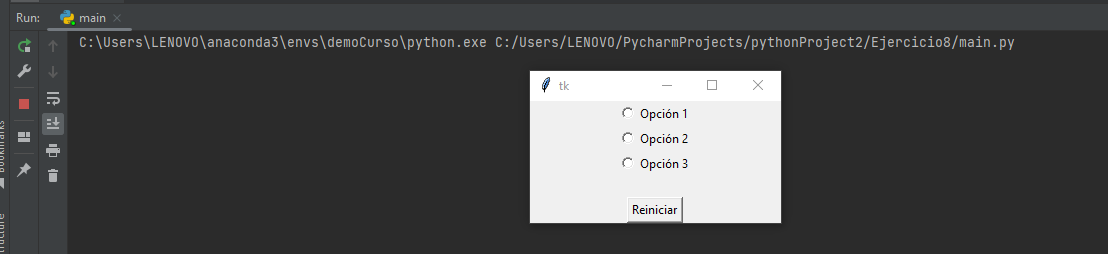 Run: main
C:\Users\LENOVO\anaconda3\envs\demoCurso\python.exe C:/Users/LENOVO/PycharmProjects/pythonProject2/Ejercicio8/main.py
tk
Opción 1
Opción 2
Opción 3
Reiniciar
Bookmarks